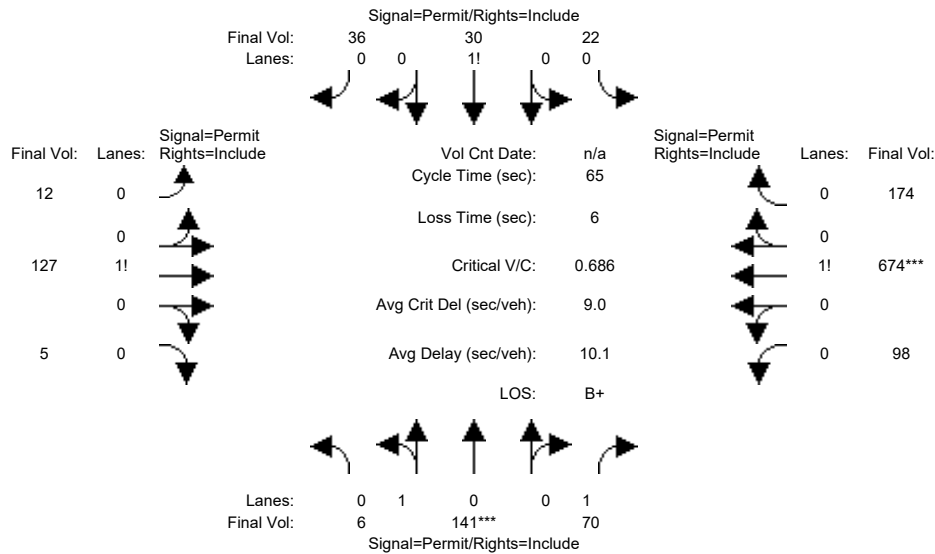 Signal=Permit/Rights=Include
Final Vol: 36 30 22
Lanes: 0 0 1! 0 0
Signal=Permit
Final Vol: Lanes: Rights=Include
12 0
0
127 1!
0
5 0
Vol Cnt Date: n/a
Cycle Time (sec): 65
Loss Time (sec): 6
Critical V/C: 0.686
Avg Crit Del (sec/veh): 9.0
Avg Delay (sec/veh): 10.1
LOS: B+
Signal=Permit
Rights=Include Lanes: Final Vol:
0 174
0
1! 674***
0
0 98
Lanes: 0 1 0 0 1
Final Vol: 6 141*** 70
Signal=Permit/Rights=Include